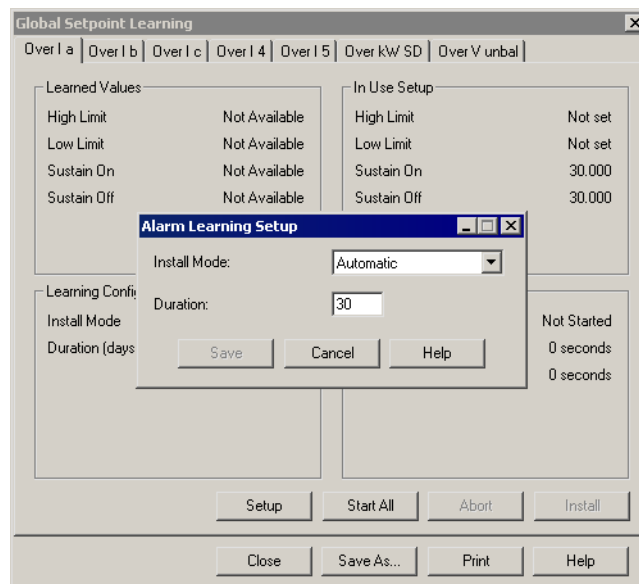 Global Setpoint Learning
Over I a Over I b Over I c Over I 4 Over I 5 Over kW SD Over V unbal
Learned Values
High Limit Not Available
Low Limit Not Available
Sustain On Not Available
Sustain Off Not Available
In Use Setup
High Limit Not set
Low Limit Not set
Sustain On 30.000
Sustain Off 30.000
Alarm Learning Setup
Install Mode: Automatic
Duration: 30
Save Cancel Help
Learning Config
Install Mode
Duration (days
Not Started
0 seconds
0 seconds
Setup Start All Abort Install
Close Save As... Print Help